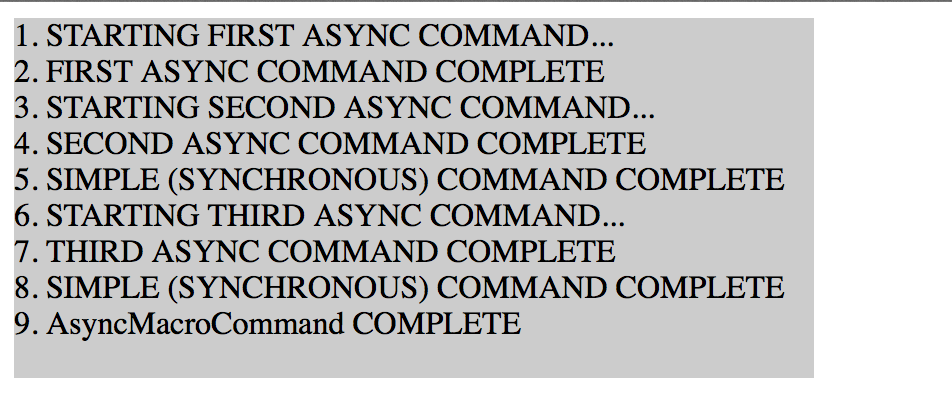 1. STARTING FIRST ASYNC COMMAND...
2. FIRST ASYNC COMMAND COMPLETE
3. STARTING SECOND ASYNC COMMAND...
4. SECOND ASYNC COMMAND COMPLETE
5. SIMPLE (SYNCHRONOUS) COMMAND COMPLETE
6. STARTING THIRD ASYNC COMMAND...
7. THIRD ASYNC COMMAND COMPLETE
8. SIMPLE (SYNCHRONOUS) COMMAND COMPLETE
9. AsyncMacroCommand COMPLETE